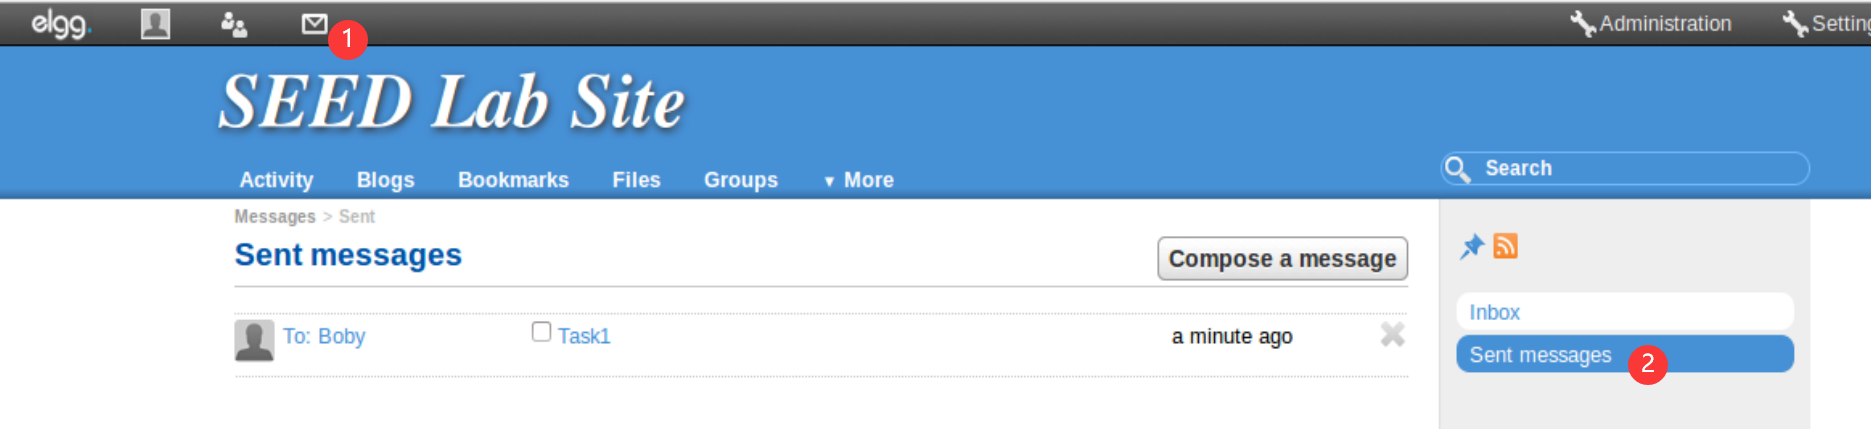 elgg.
1
Administration
Setting
SEED Lab Site
Activity Blogs Bookmarks Files Groups ▼ More
Search
Messages > Sent
Sent messages
Compose a message
To: Boby
Task1
a minute ago
Inbox
Sent messages
2